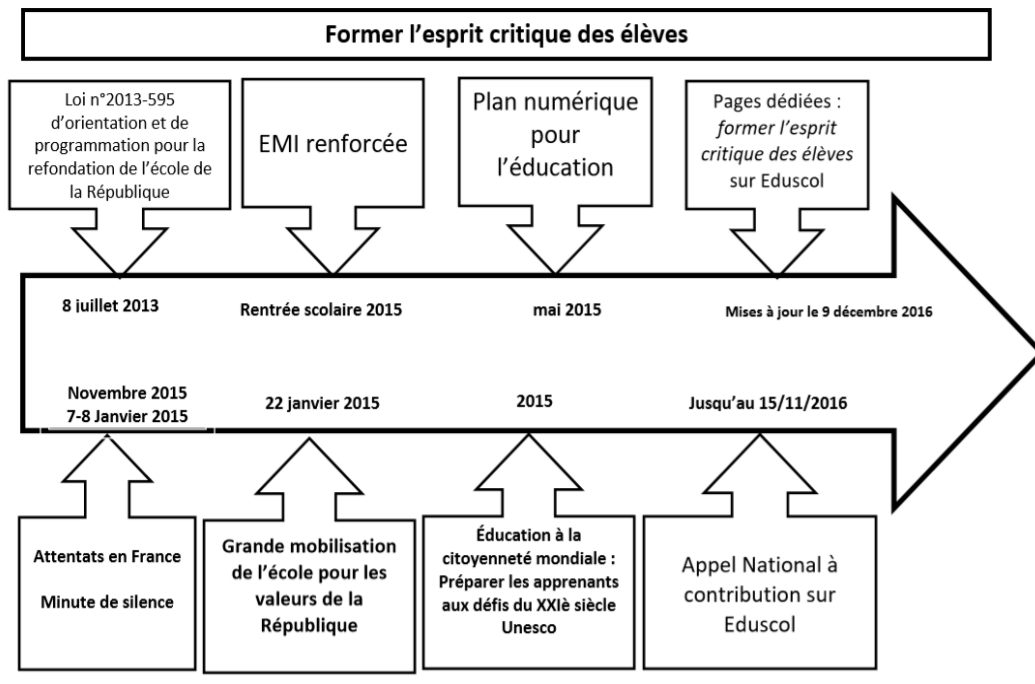 Former l’esprit critique des élèves
Loi n°2013-595
d’orientation et de
programmation pour la
refondation de l’école de
la République
EMI renforcée
Plan numérique
pour
l’éducation
Pages dédiées :
former l’esprit
critique des élèves
sur Eduscol
8 juillet 2013
Rentrée scolaire 2015
mai 2015
Mises à jour le 9 décembre 2016
Novembre 2015
7-8 Janvier 2015
22 janvier 2015
2015
Jusqu’au 15/11/2016
Attentats en France
Minute de silence
Grande mobilisation
de l’école pour les
valeurs de la
République
Éducation à la
citoyenneté mondiale :
Préparer les apprenants
aux défis du XXIè siècle
Unesco
Appel National à
contribution sur
Eduscol